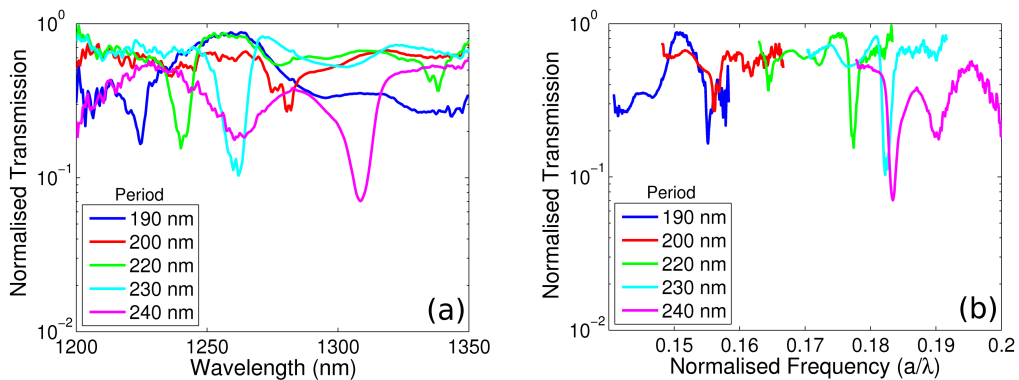 Normalised Transmission
10^0
10^-1
10^-2
Period
190 nm
200 nm
220 nm
230 nm
240 nm
(a)
1200
1250
1300
1350
Wavelength (nm)
Normalised Transmission
10^0
10^-1
10^-2
Period
190 nm
200 nm
220 nm
230 nm
240 nm
(b)
0.15
0.16
0.17
0.18
0.19
0.2
Normalised Frequency (a/λ)